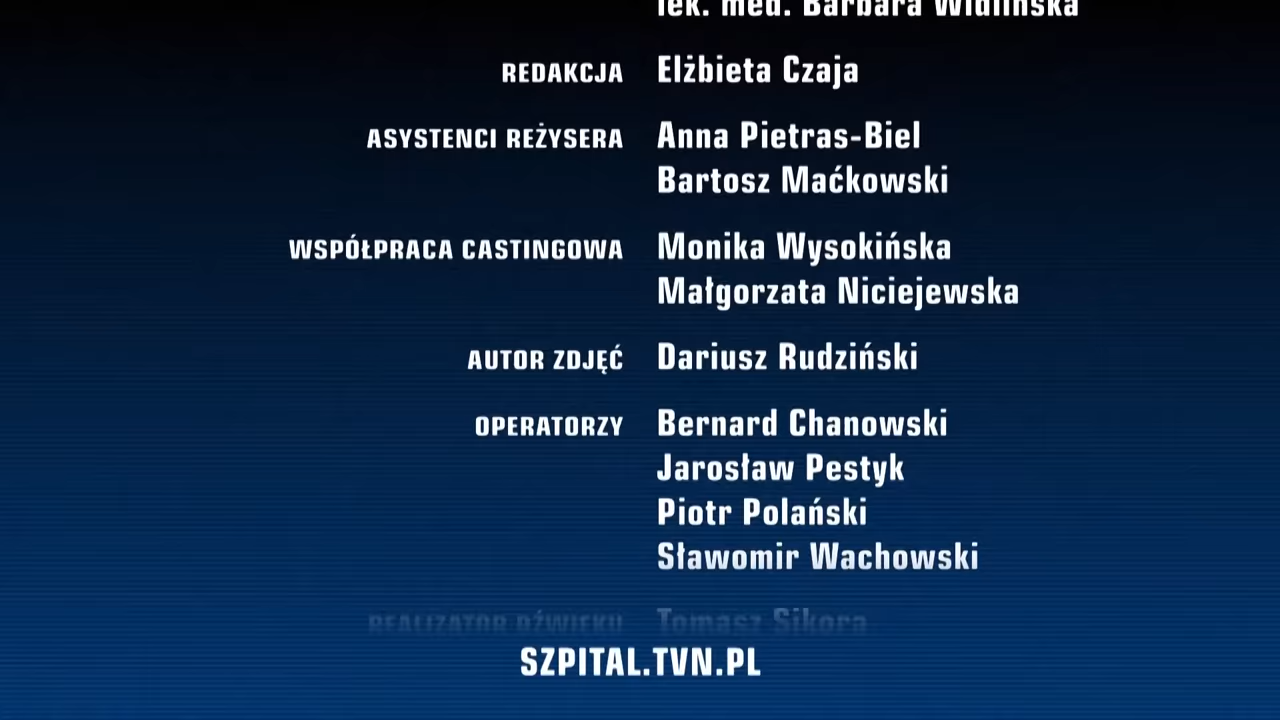 lek. med. Barbara Widlińska
REDAKCJA Elżbieta Czaja
ASYSTENCI REŻYSERA Anna Pietras-Biel
Bartosz Maćkowski
WSPÓŁPRACA CASTINGOWA Monika Wysokińska
Małgorzata Niciejewska
AUTOR ZDJĘĆ Dariusz Rudziński
OPERATORZY Bernard Chanowski
Jarosław Pestyk
Piotr Polański
Sławomir Wachowski
REALIZATOR DŹWIĘKU Tomasz Sikora
SZPITAL.TVN.PL